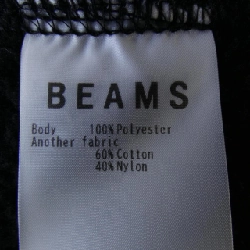 BEAMS
Body 100% Polyester
Another fabric
60% Cotton
40% Nylon